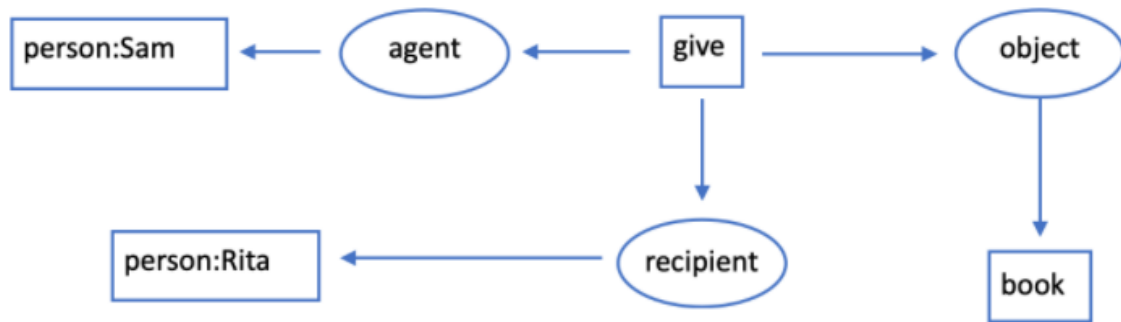 person:Sam
agent
give
object
person:Rita
recipient
book